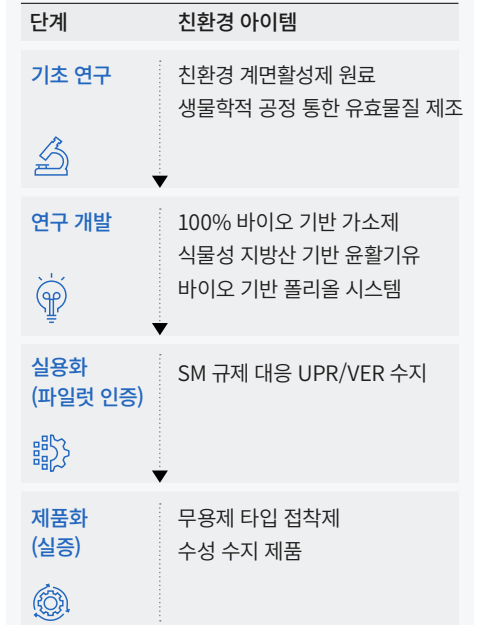 단계 친환경 아이템
기초 연구 친환경 계면활성제 원료
생물학적 공정 통한 유효물질 제조
연구 개발 100% 바이오 기반 가소제
식물성 지방산 기반 윤활기유
바이오 기반 폴리올 시스템
실용화
(파일럿 인증) SM 규제 대응 UPR/VER 수지
제품화 무용제 타입 접착제
(실증) 수성 수지 제품